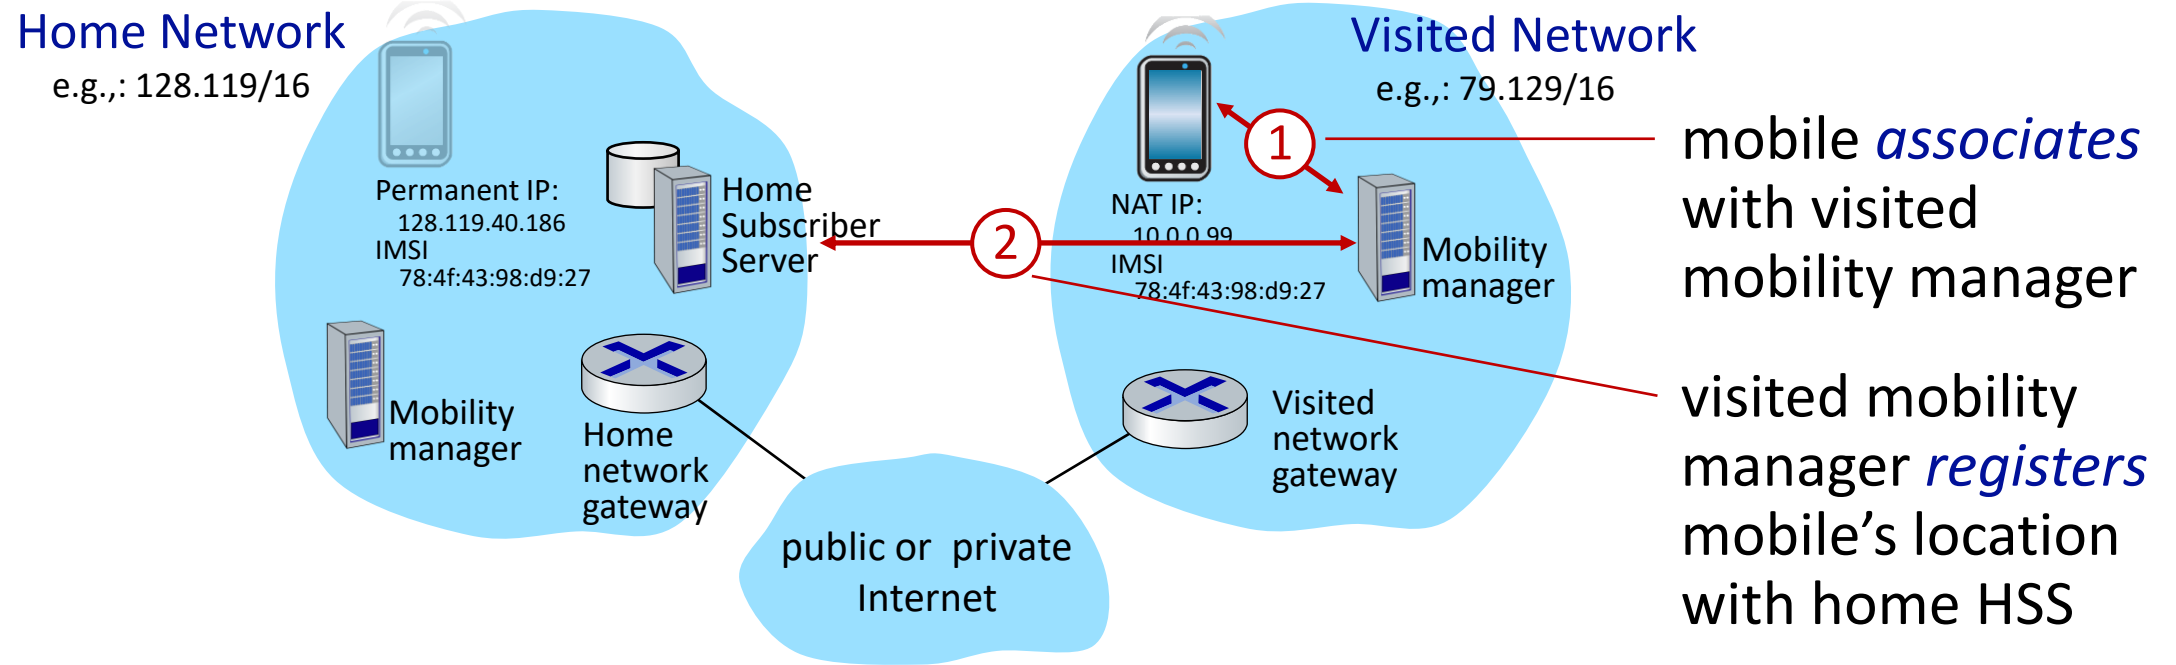 Home Network
e.g.,: 128.119/16
Permanent IP:
128.119.40.186
IMSI
78:4f:43:98:d9:27
Home
Subscriber
Server
Mobility
manager
Home
network
gateway
public or private
Internet
Visited Network
e.g.,: 79.129/16
1
2
NAT IP:
10.0.0.99
IMSI
78:4f:43:98:d9:27
Mobility
manager
Visited
network
gateway
mobile associates
with visited
mobility manager
visited mobility
manager registers
mobile’s location
with home HSS